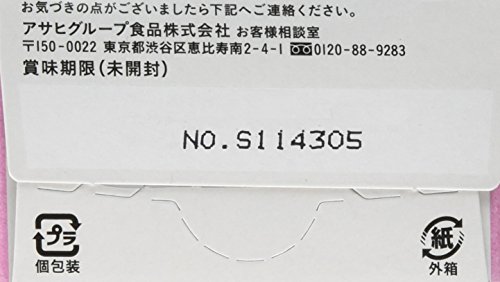 お気づきの点がございましたら下記へご連絡ください。
アサヒグループ食品株式会社 お客様相談室
〒150-0022 東京都渋谷区恵比寿南2-4-1 0120-88-9283
賞味期限(未開封)
NO.S114305
プラ
個包装
紙
外箱